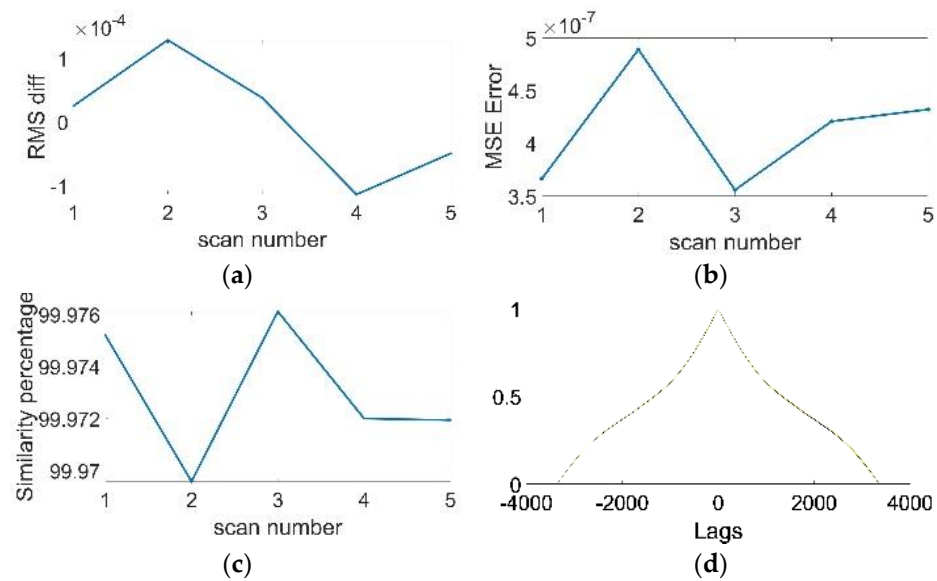 ×10⁻⁴
RMS diff
1
0
-1
1 2 3 4 5
scan number
(a)
×10⁻⁷
MSE Error
5
4.5
4
3.5
1 2 3 4 5
scan number
(b)
Similarity percentage
99.976
99.974
99.972
99.97
1 2 3 4 5
scan number
(c)
1
0.5
0
-4000 -2000 0 2000 4000
Lags
(d)